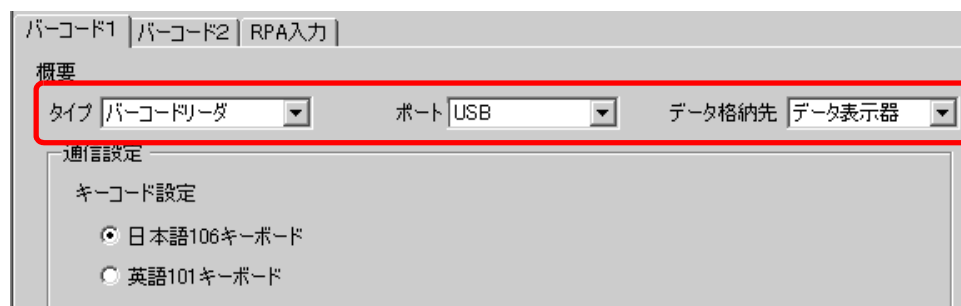 バーコード1 バーコード2 RPA入力
概要
タイプ バーコードリーダ ポート USB データ格納先 データ表示器
通信設定
キーコード設定
日本語106キーボード
英語101キーボード